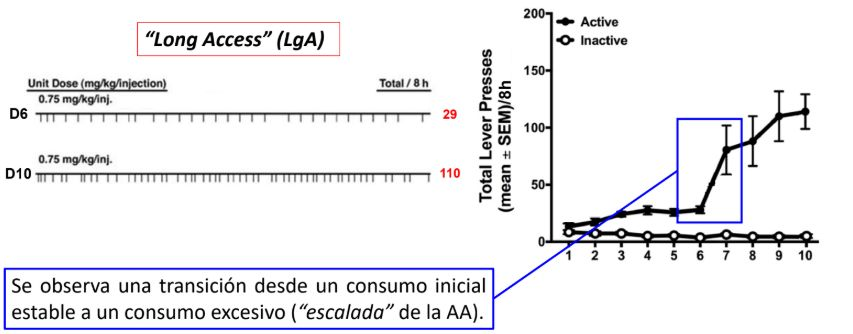 “Long Access” (LgA)
Unit Dose (mg/kg/injection) Total / 8 h
0.75 mg/kg/inj.
D6 29
0.75 mg/kg/inj.
D10 110
Total Lever Presses
(mean ± SEM)/8h
200
150
100
50
0
Active
Inactive
1 2 3 4 5 6 7 8 9 10
Se observa una transición desde un consumo inicial
estable a un consumo excesivo (“escalada” de la AA).